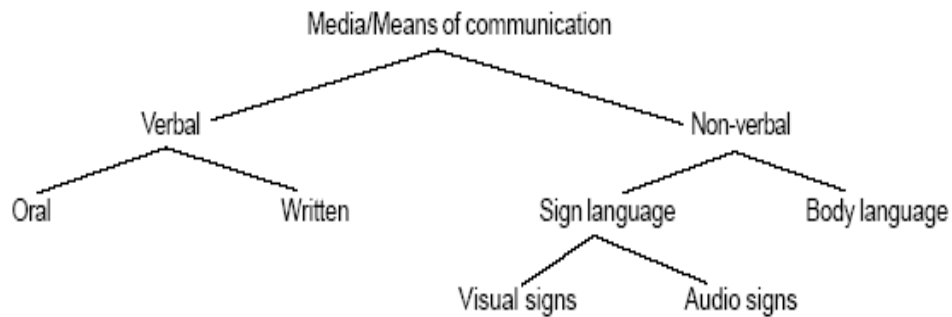 Media/Means of communication
Verbal Non-verbal
Oral Written Sign language Body language
Visual signs Audio signs